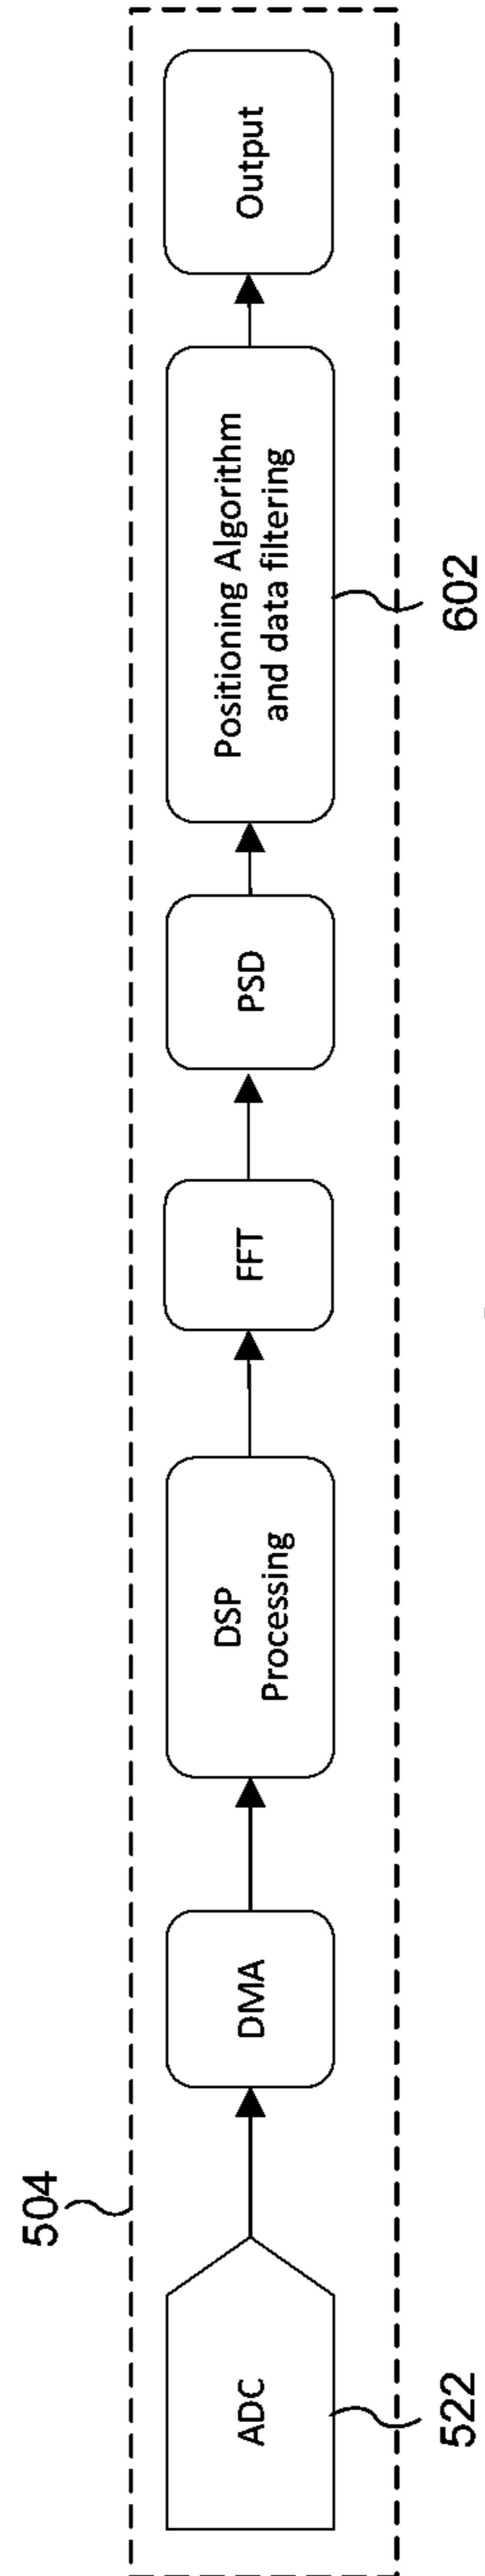 504
ADC
522
DMA
DSP
Processing
FFT
PSD
Positioning Algorithm
and data filtering
602
Output